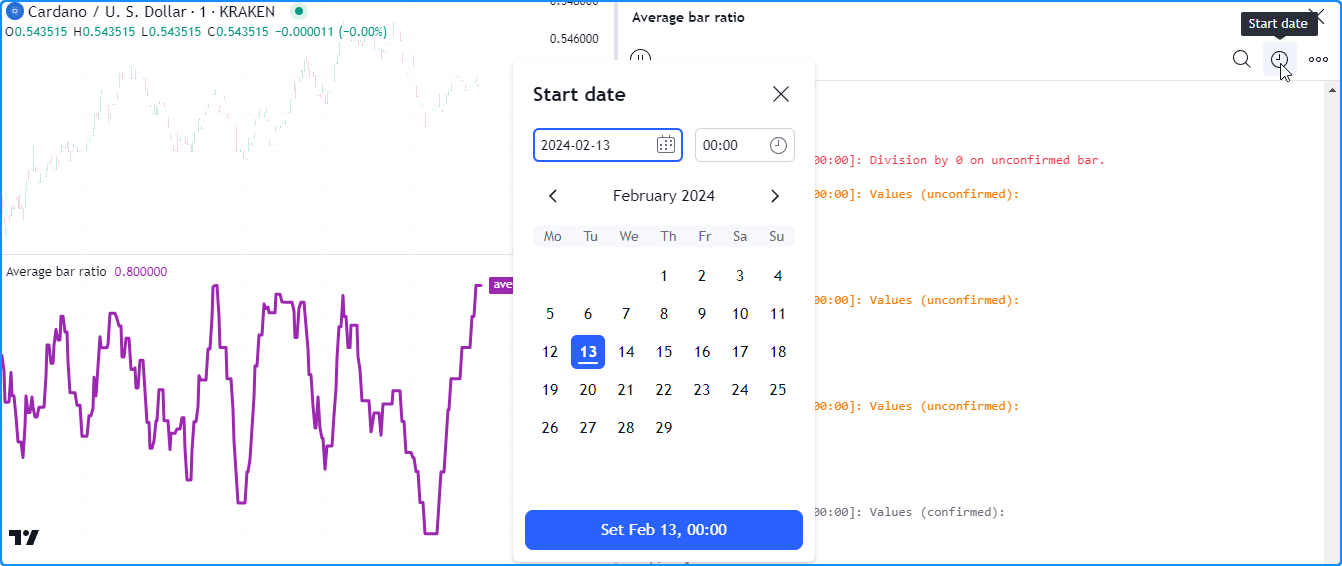 Cardano / U. S. Dollar · 1 · KRAKEN
O0.543515 H0.543515 L0.543515 C0.543515 −0.000011 (−0.00%)
0.546000
Average bar ratio 0.800000
ave
Average bar ratio
Start date
Start date
2024-02-13
00:00
February 2024
Mo Tu We Th Fr Sa Su
1 2 3 4
5 6 7 8 9 10 11
12 13 14 15 16 17 18
19 20 21 22 23 24 25
26 27 28 29
Set Feb 13, 00:00
00:00]: Division by 0 on unconfirmed bar.
00:00]: Values (unconfirmed):
00:00]: Values (unconfirmed):
00:00]: Values (unconfirmed):
00:00]: Values (confirmed):